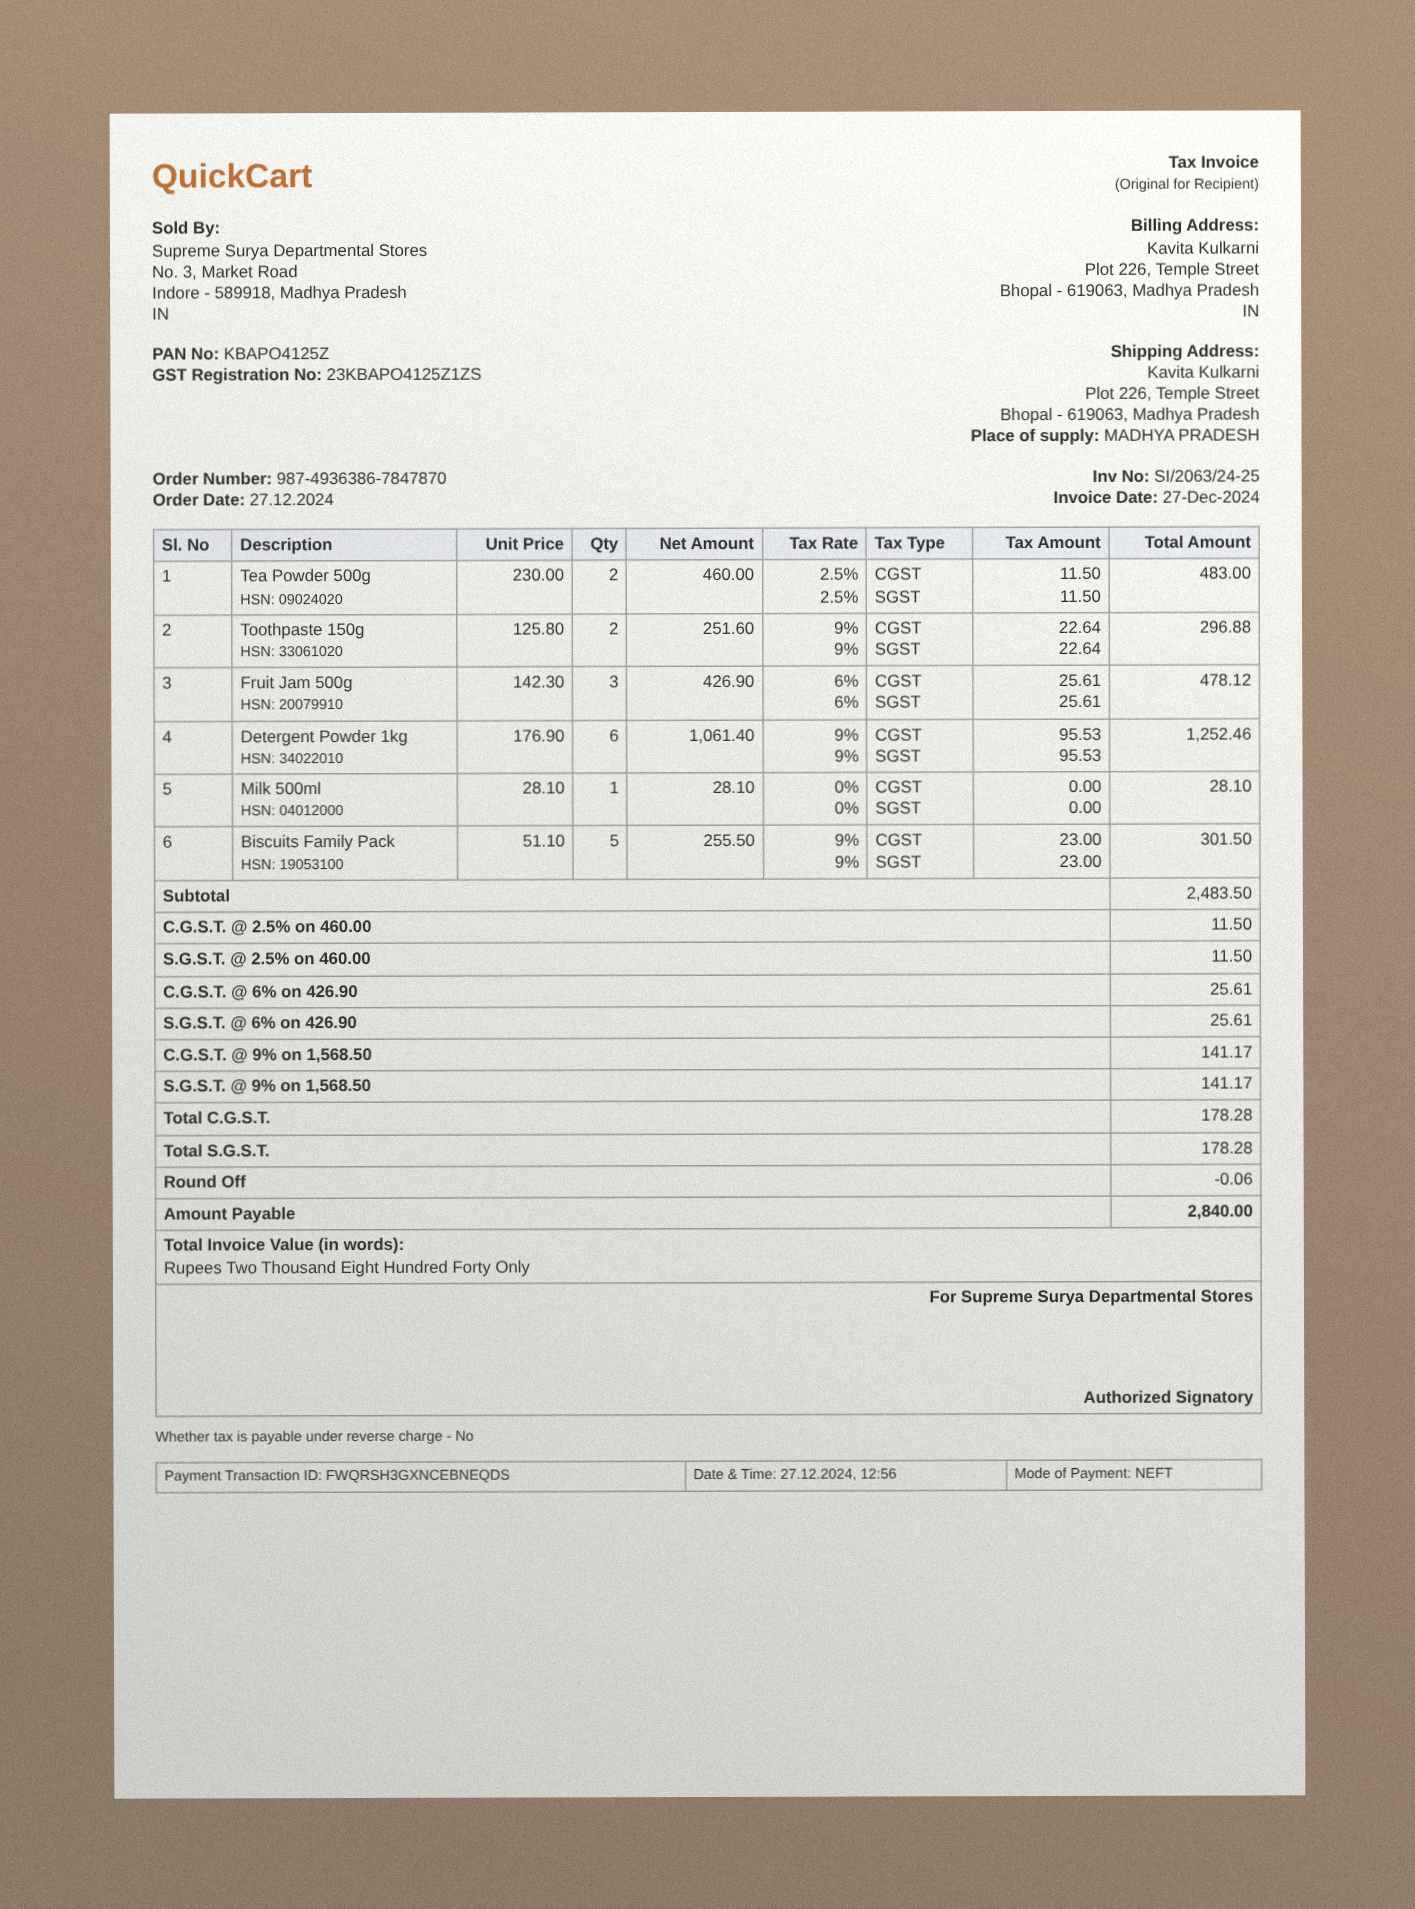 QuickCart
Tax Invoice
(Original for Recipient)
Sold By:
Supreme Surya Departmental Stores
No. 3, Market Road
Indore - 589918, Madhya Pradesh
IN
PAN No: KBAPO4125Z
GST Registration No: 23KBAPO4125Z1ZS
Billing Address:
Kavita Kulkarni
Plot 226, Temple Street
Bhopal - 619063, Madhya Pradesh
IN
Shipping Address:
Kavita Kulkarni
Plot 226, Temple Street
Bhopal - 619063, Madhya Pradesh
Place of supply: MADHYA PRADESH
Order Number: 987-4936386-7847870
Order Date: 27.12.2024
Inv No: SI/2063/24-25
Invoice Date: 27-Dec-2024
Sl. No Description Unit Price Qty Net Amount Tax Rate Tax Type Tax Amount Total Amount
1 Tea Powder 500g 230.00 2 460.00 2.5% CGST 11.50 483.00
HSN: 09024020 2.5% SGST 11.50
2 Toothpaste 150g 125.80 2 251.60 9% CGST 22.64 296.88
HSN: 33061020 9% SGST 22.64
3 Fruit Jam 500g 142.30 3 426.90 6% CGST 25.61 478.12
HSN: 20079910 6% SGST 25.61
4 Detergent Powder 1kg 176.90 6 1,061.40 9% CGST 95.53 1,252.46
HSN: 34022010 9% SGST 95.53
5 Milk 500ml 28.10 1 28.10 0% CGST 0.00 28.10
HSN: 04012000 0% SGST 0.00
6 Biscuits Family Pack 51.10 5 255.50 9% CGST 23.00 301.50
HSN: 19053100 9% SGST 23.00
Subtotal 2,483.50
C.G.S.T. @ 2.5% on 460.00 11.50
S.G.S.T. @ 2.5% on 460.00 11.50
C.G.S.T. @ 6% on 426.90 25.61
S.G.S.T. @ 6% on 426.90 25.61
C.G.S.T. @ 9% on 1,568.50 141.17
S.G.S.T. @ 9% on 1,568.50 141.17
Total C.G.S.T. 178.28
Total S.G.S.T. 178.28
Round Off -0.06
Amount Payable 2,840.00
Total Invoice Value (in words):
Rupees Two Thousand Eight Hundred Forty Only
For Supreme Surya Departmental Stores
Authorized Signatory
Whether tax is payable under reverse charge - No
Payment Transaction ID: FWQRSH3GXNCEBNEQDS Date & Time: 27.12.2024, 12:56 Mode of Payment: NEFT